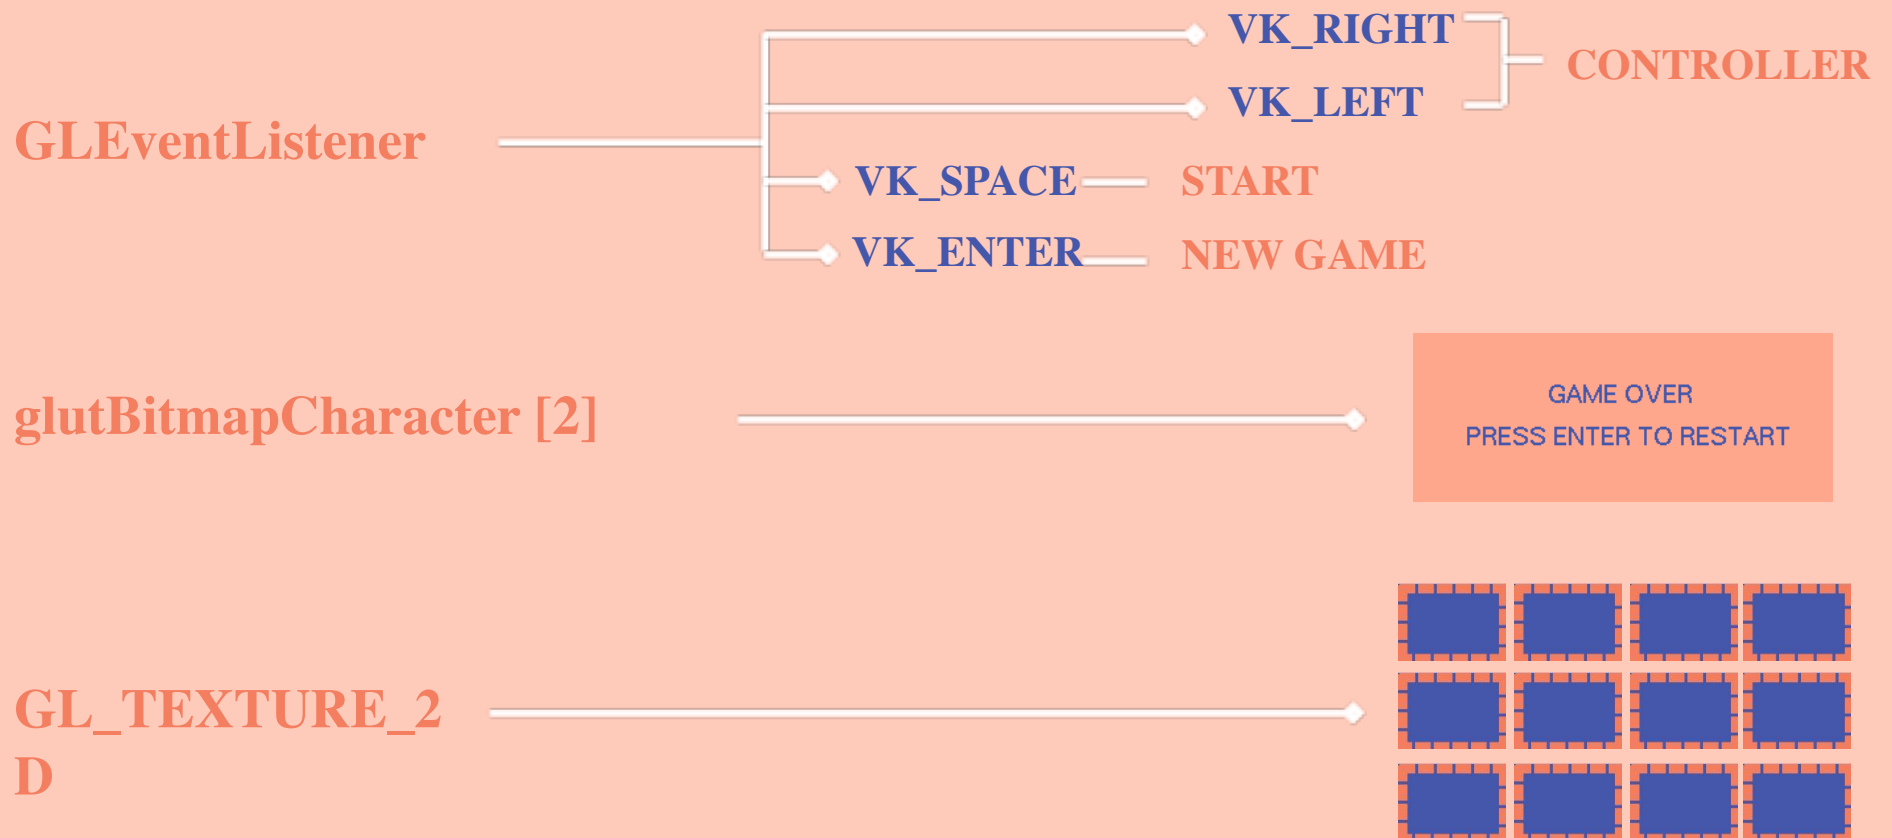 VK_RIGHT
CONTROLLER
VK_LEFT
GLEventListener
VK_SPACE START
VK_ENTER NEW GAME
glutBitmapCharacter [2]
GAME OVER
PRESS ENTER TO RESTART
GL_TEXTURE_2
D